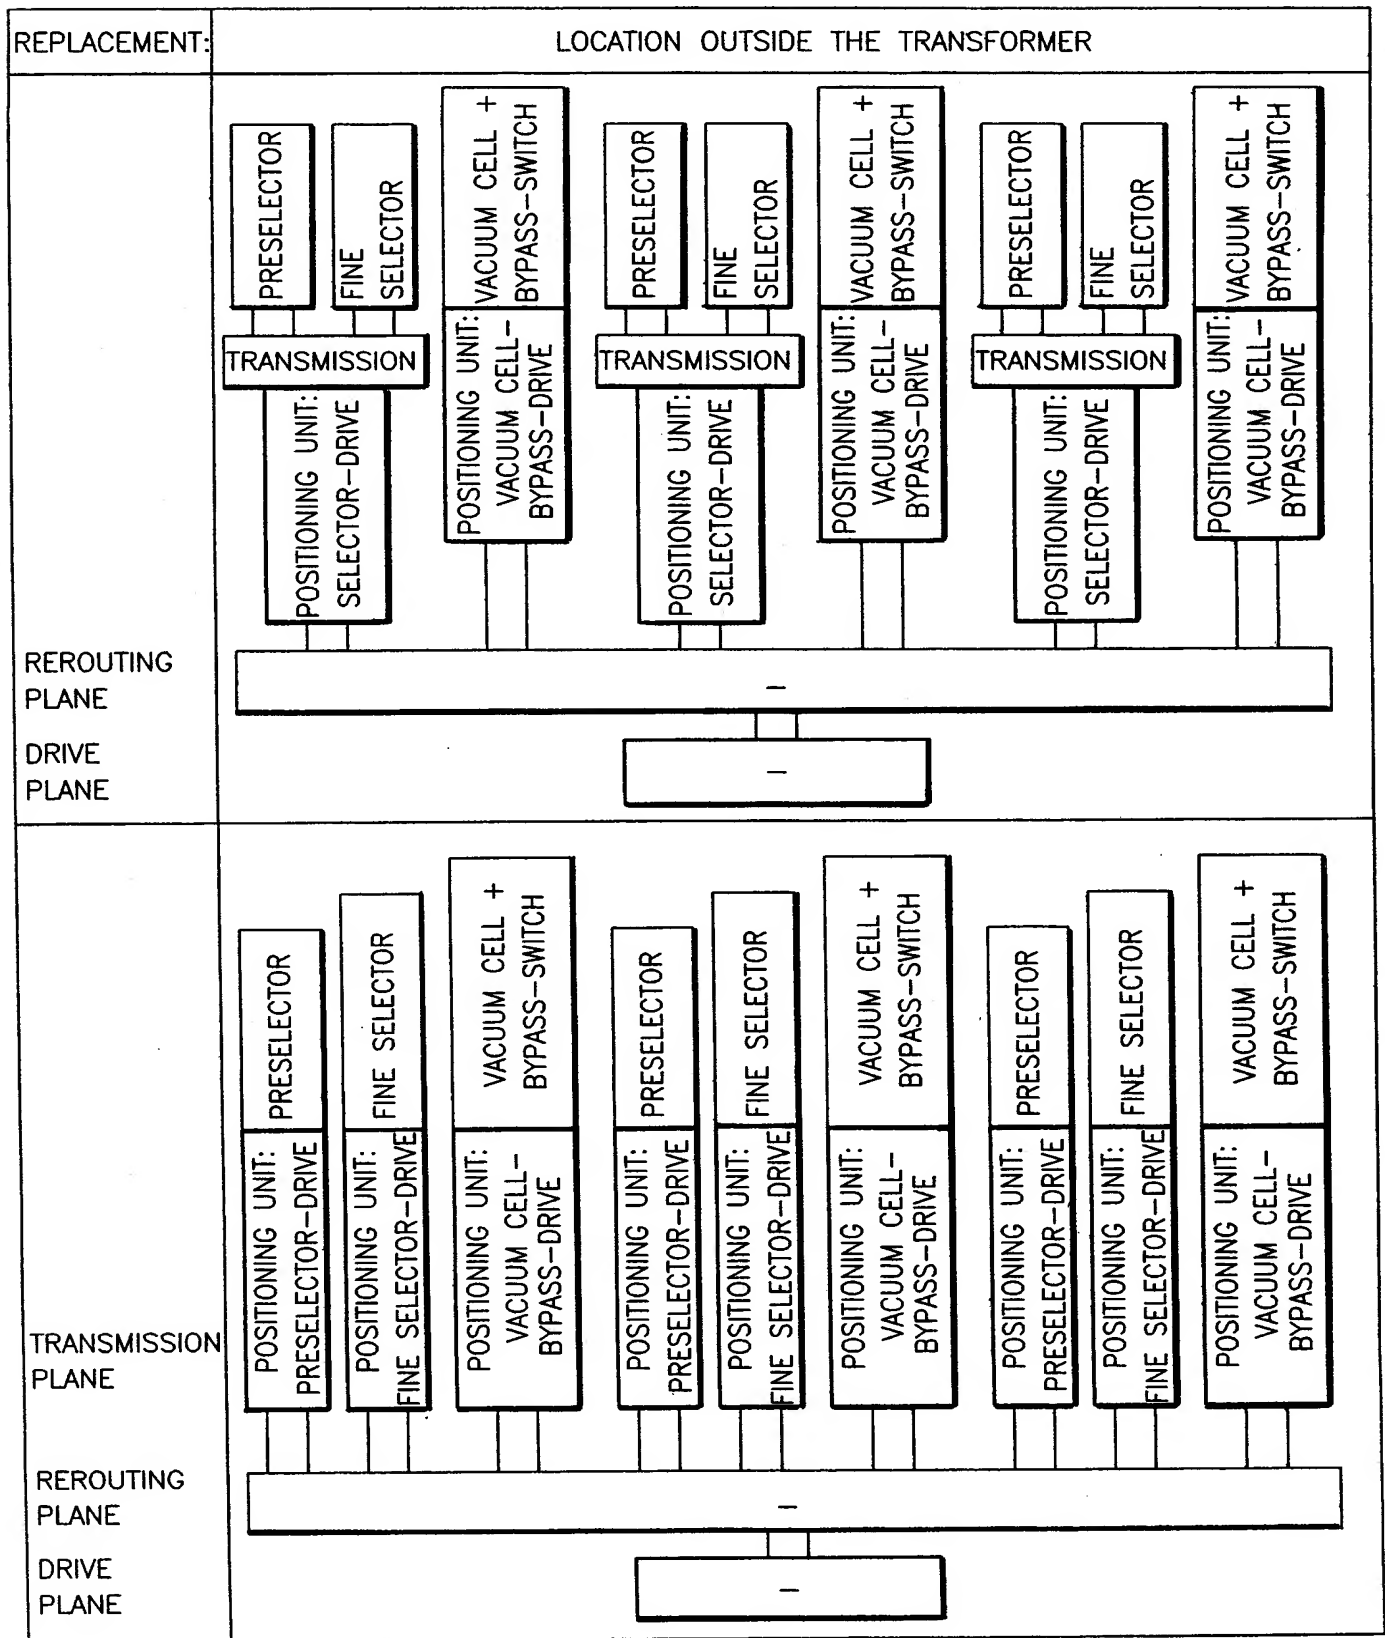 REPLACEMENT:
LOCATION OUTSIDE THE TRANSFORMER
PRESELECTOR
FINE
SELECTOR
VACUUM CELL +
BYPASS-SWITCH
PRESELECTOR
FINE
SELECTOR
VACUUM CELL +
BYPASS-SWITCH
PRESELECTOR
FINE
SELECTOR
VACUUM CELL +
BYPASS-SWITCH
TRANSMISSION
POSITIONING UNIT:
VACUUM CELL-
BYPASS-DRIVE
TRANSMISSION
POSITIONING UNIT:
VACUUM CELL-
BYPASS-DRIVE
TRANSMISSION
POSITIONING UNIT:
VACUUM CELL-
BYPASS-DRIVE
POSITIONING UNIT:
SELECTOR-DRIVE
POSITIONING UNIT:
SELECTOR-DRIVE
POSITIONING UNIT:
SELECTOR-DRIVE
REROUTING
PLANE
–
DRIVE
PLANE
–
PRESELECTOR
FINE SELECTOR
VACUUM CELL +
BYPASS-SWITCH
PRESELECTOR
FINE SELECTOR
VACUUM CELL +
BYPASS-SWITCH
PRESELECTOR
FINE SELECTOR
VACUUM CELL +
BYPASS-SWITCH
TRANSMISSION
PLANE
POSITIONING UNIT:
PRESELECTOR-DRIVE
POSITIONING UNIT:
FINE SELECTOR-DRIVE
POSITIONING UNIT:
VACUUM CELL-
BYPASS-DRIVE
POSITIONING UNIT:
PRESELECTOR-DRIVE
POSITIONING UNIT:
FINE SELECTOR-DRIVE
POSITIONING UNIT:
VACUUM CELL-
BYPASS-DRIVE
POSITIONING UNIT:
PRESELECTOR-DRIVE
POSITIONING UNIT:
FINE SELECTOR-DRIVE
POSITIONING UNIT:
VACUUM CELL-
BYPASS-DRIVE
REROUTING
PLANE
–
DRIVE
PLANE
–